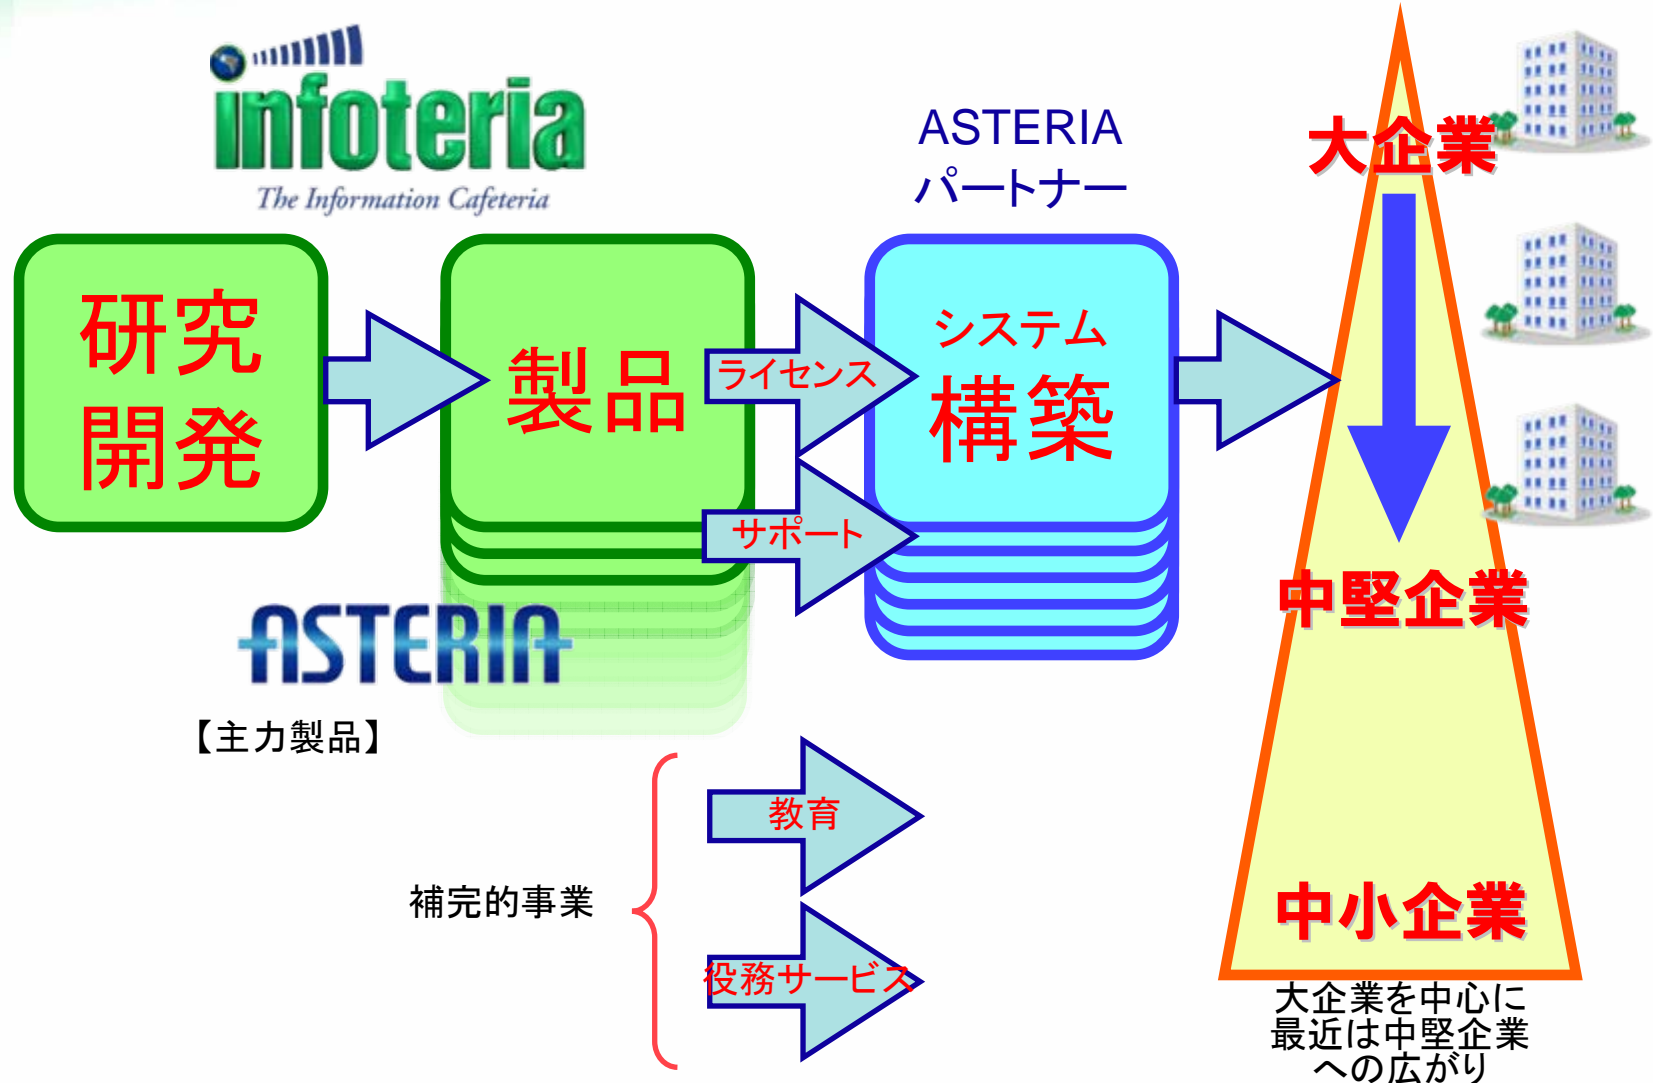 infoteria
The Information Cafeteria
研究
開発
製品
ASTERIA
【主力製品】
ライセンス
サポート
ASTERIA
パートナー
システム
構築
補完的事業
教育
役務サービス
大企業
中堅企業
中小企業
大企業を中心に
最近は中堅企業
への広がり